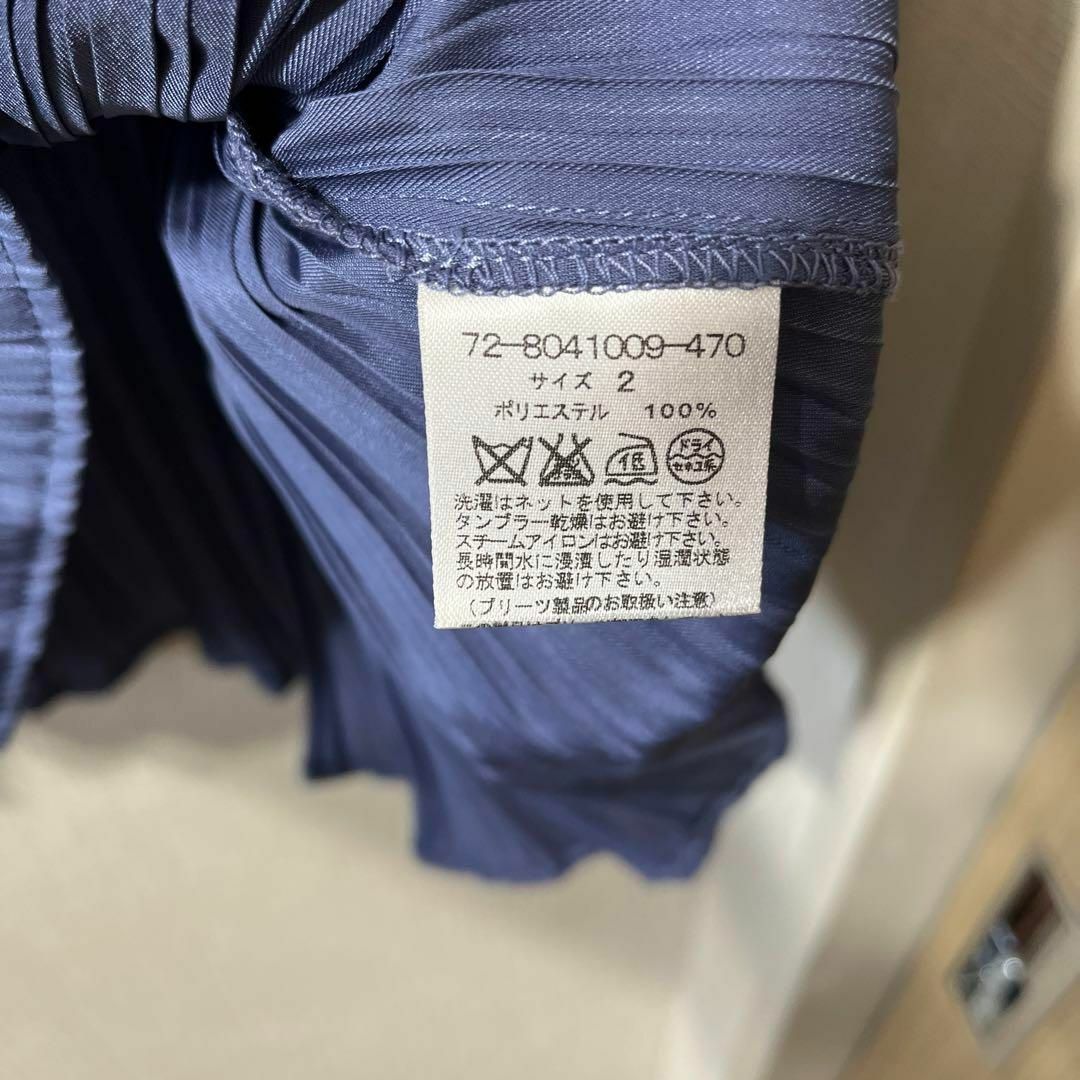 72-8041009-470
サイズ 2
ポリエステル 100%
低 ドライ
セキユ系
洗濯はネットを使用して下さい。
タンブラー乾燥はお避け下さい。
スチームアイロンはお避け下さい。
長時間水に浸漬したり湿潤状態
の放置はお避け下さい。
(プリーツ製品のお取扱い注意)